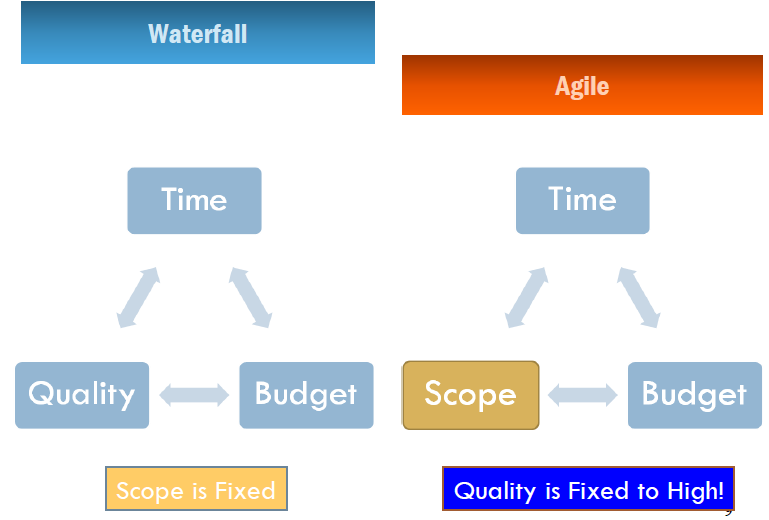 Waterfall
Agile
Time
Time
Quality
Budget
Scope
Budget
Scope is Fixed
Quality is Fixed to High!